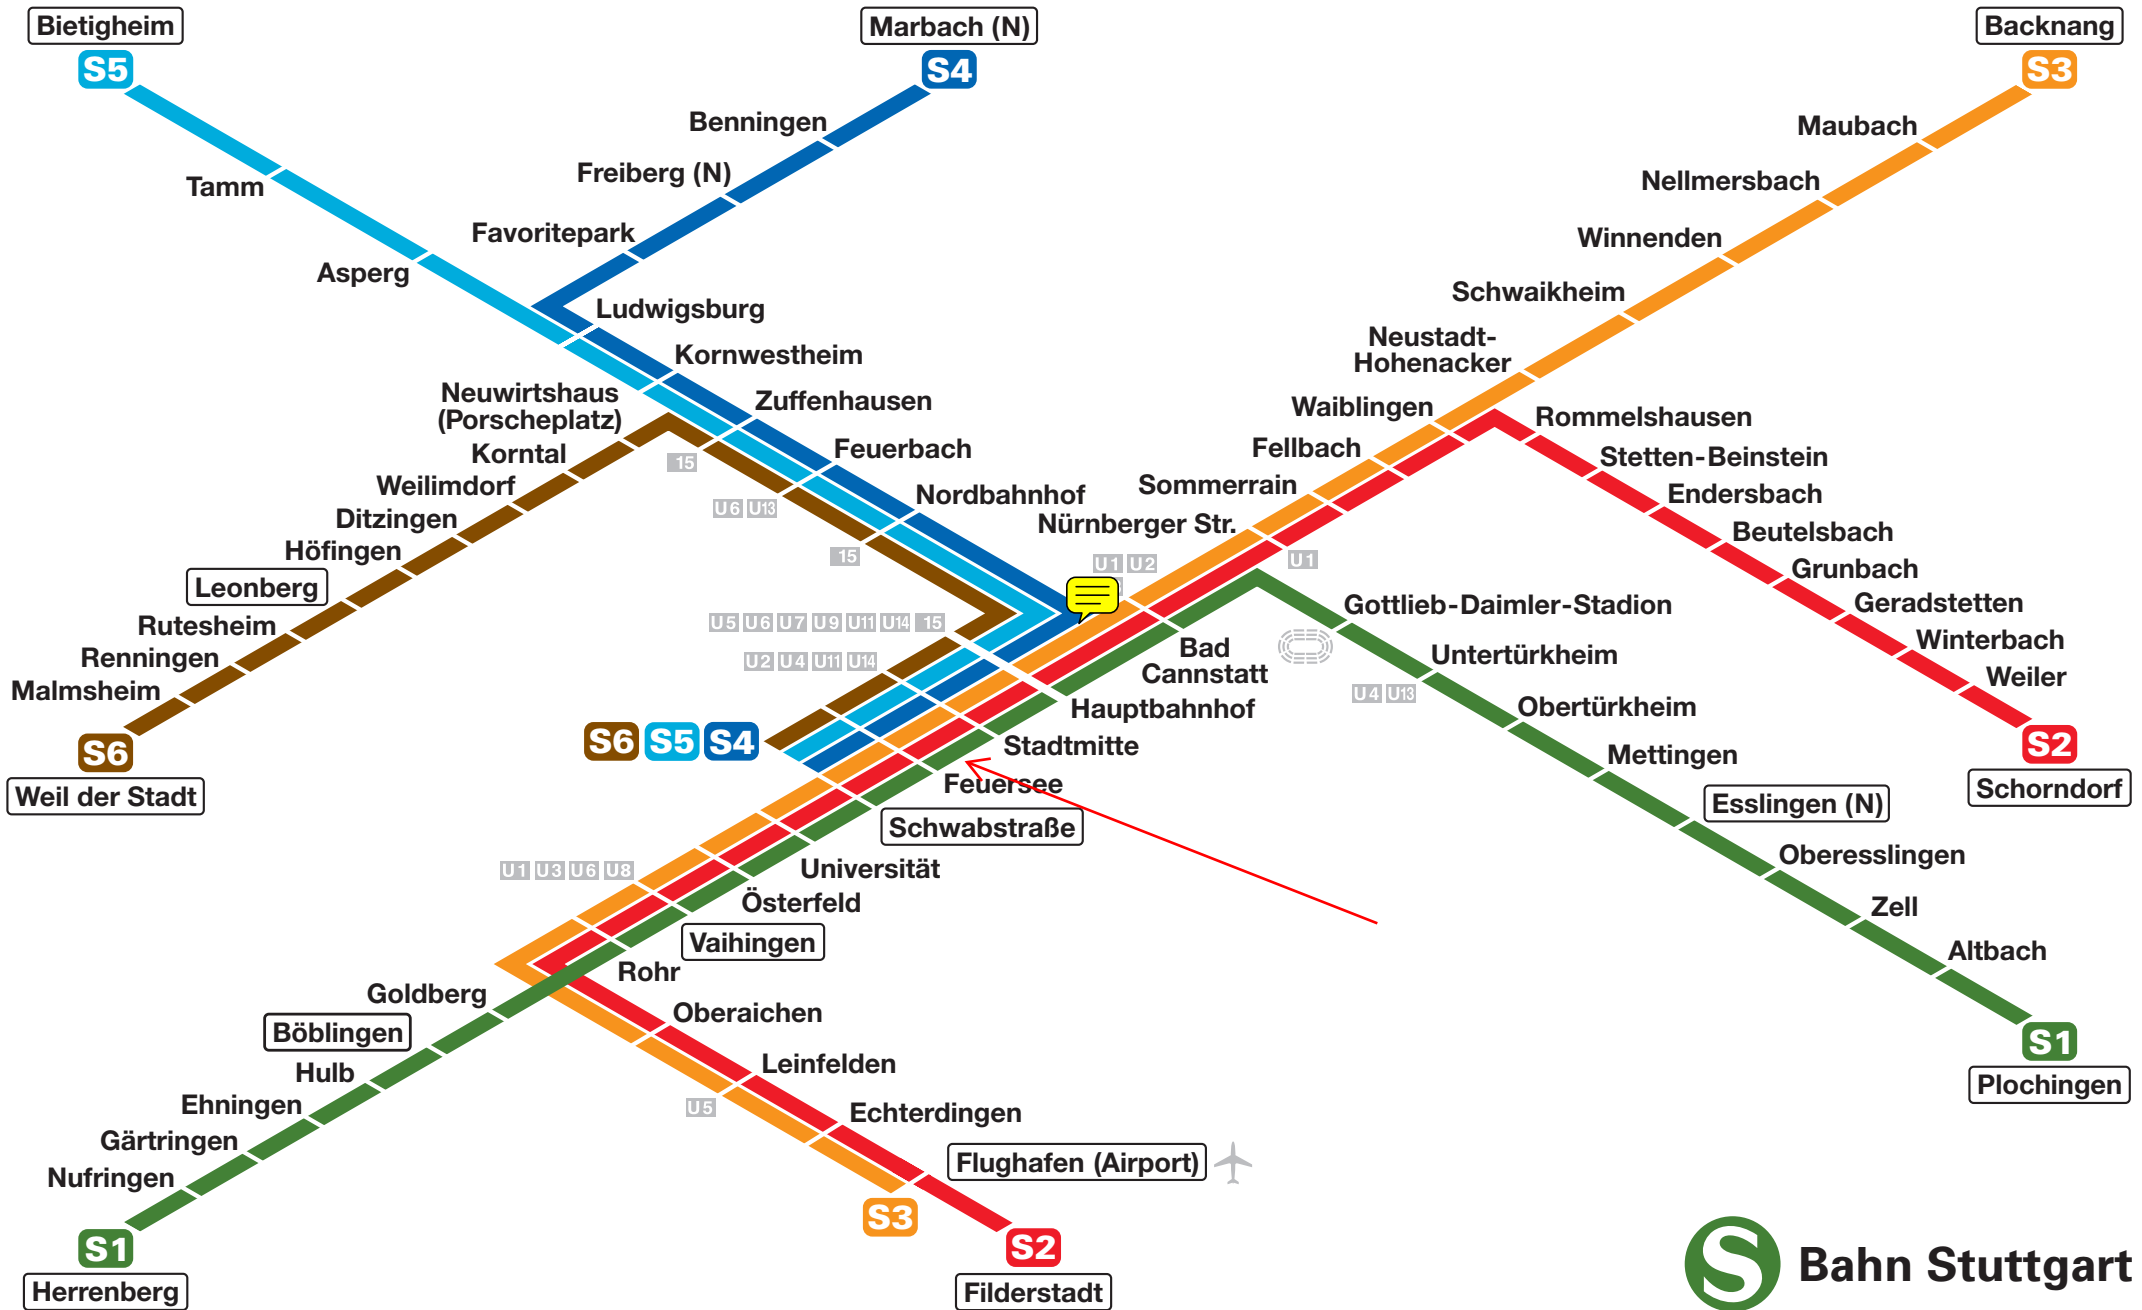 Bietigheim
S5
Marbach (N)
S4
Backnang
S3
Benningen
Freiberg (N)
Favoritepark
Tamm
Asperg
Ludwigsburg
Kornwestheim
Zuffenhausen
Feuerbach
Nordbahnhof
Maubach
Nellmersbach
Winnenden
Schwaikheim
Neustadt-
Hohenacker
Waiblingen
Fellbach
Sommerrain
Nürnberger Str.
Neuwirtshaus
(Porscheplatz)
Korntal
Weilimdorf
Ditzingen
Höfingen
Leonberg
Rutesheim
Renningen
Malmsheim
S6
Weil der Stadt
15
U6 U13
15
U5 U6 U7 U9 U11 U14 15
U2 U4 U11 U14
S6 S5 S4
U1 U2
U1
Rommelshausen
Stetten-Beinstein
Endersbach
Beutelsbach
Grunbach
Geradstetten
Winterbach
Weiler
S2
Schorndorf
Gottlieb-Daimler-Stadion
Untertürkheim
U4 U13
Obertürkheim
Mettingen
Esslingen (N)
Oberesslingen
Zell
Altbach
S1
Plochingen
Bad
Cannstatt
Hauptbahnhof
Stadtmitte
Feuersee
Schwabstraße
Universität
Österfeld
Vaihingen
Rohr
U1 U3 U6 U8
Goldberg
Böblingen
Hulb
Ehningen
Gärtringen
Nufringen
S1
Herrenberg
Oberaichen
Leinfelden
U5
Echterdingen
Flughafen (Airport)
S3
S2
Filderstadt
S Bahn Stuttgart